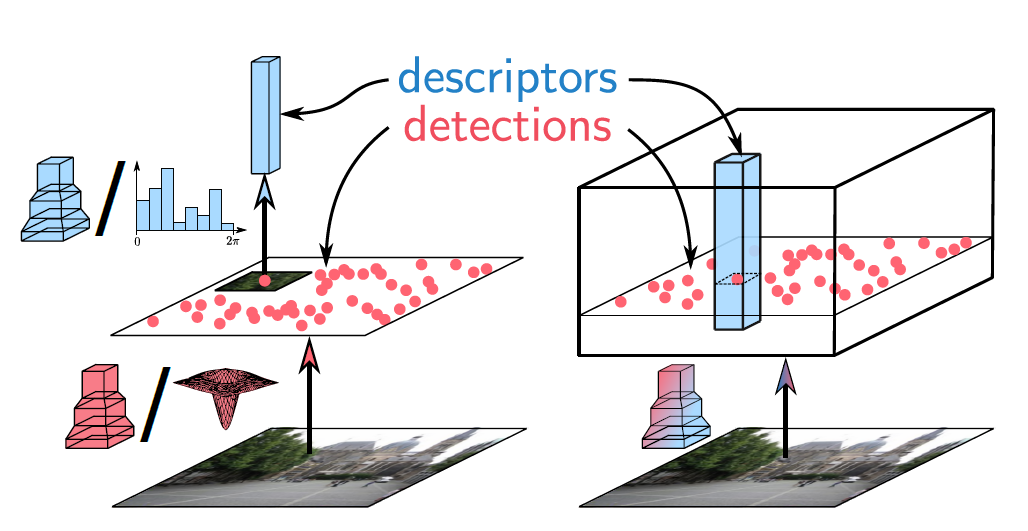 descriptors
detections
/
0
2π
/